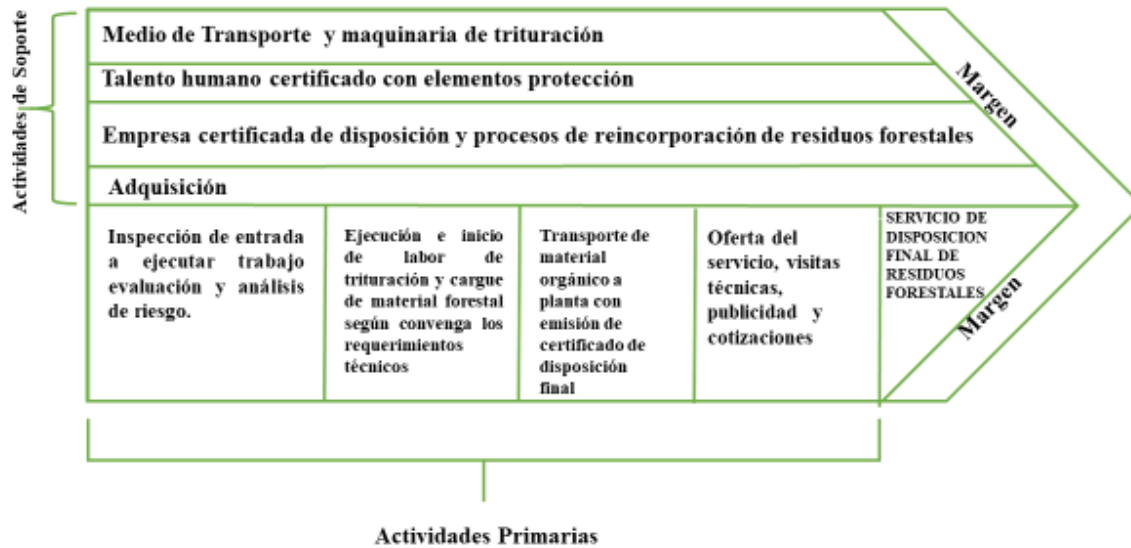 Actividades de Soporte
Medio de Transporte y maquinaria de trituración
Talento humano certificado con elementos protección
Empresa certificada de disposición y procesos de reincorporación de residuos forestales
Adquisición
Margen
Inspección de entrada
a ejecutar trabajo
evaluación y análisis
de riesgo.
Ejecución e inicio
de labor de
trituración y cargue
de material forestal
según convenga los
requerimientos
técnicos
Transporte de
material
orgánico a
planta con
emisión de
certificado de
disposición
final
Oferta del
servicio, visitas
técnicas,
publicidad y
cotizaciones
SERVICIO DE
DISPOSICION
FINAL DE
RESIDUOS
FORESTALES
Margen
Actividades Primarias